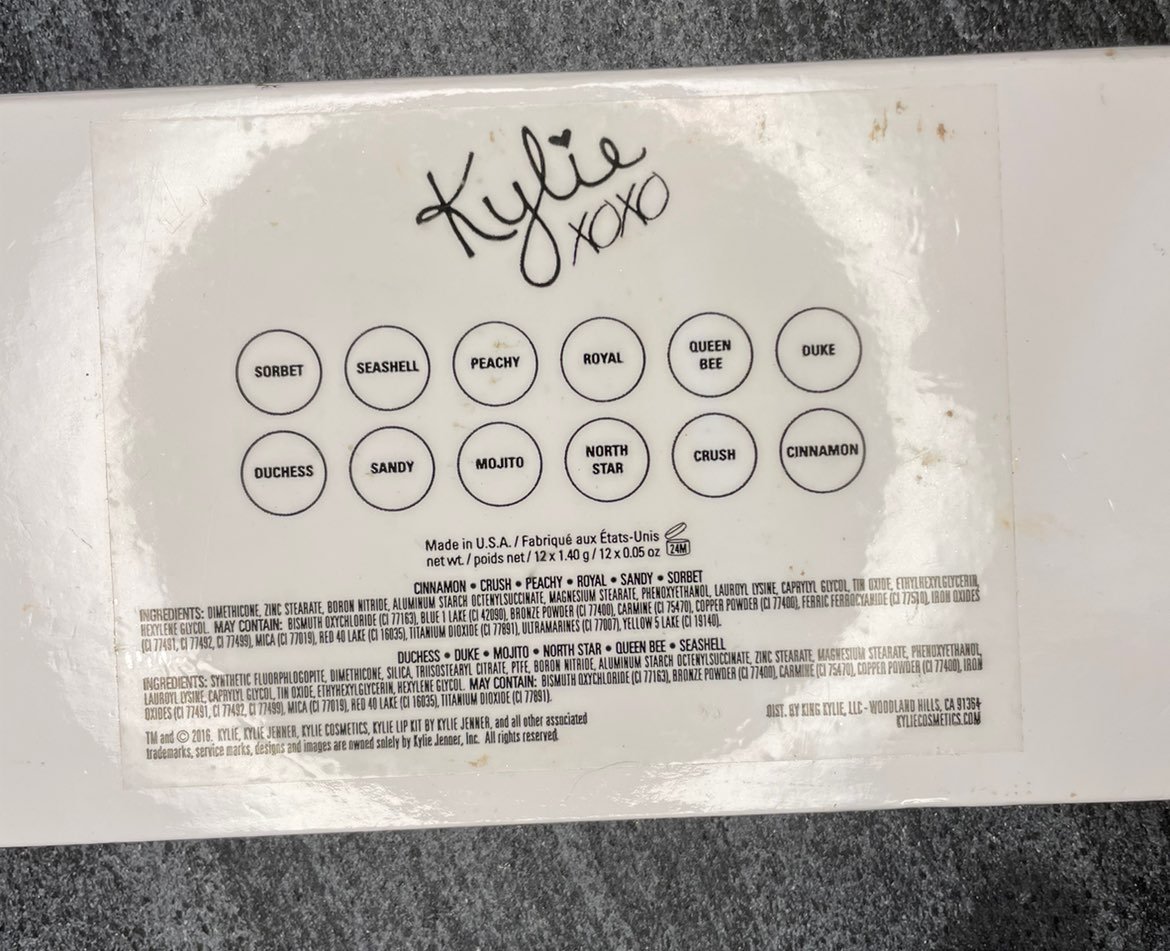 Kylie
XOXO
SORBET SEASHELL PEACHY ROYAL QUEEN BEE DUKE
DUCHESS SANDY MOJITO NORTH STAR CRUSH CINNAMON
Made in U.S.A. / Fabriqué aux États-Unis 24M
net wt. / poids net / 12 x 1.40 g / 12 x 0.05 oz
CINNAMON • CRUSH • PEACHY • ROYAL • SANDY • SORBET
INGREDIENTS: DIMETHICONE, ZINC STEARATE, BORON NITRIDE, ALUMINUM STARCH OCTENYLSUCCINATE, MAGNESIUM STEARATE, PHENOXYETHANOL, LAUROYL LYSINE, CAPRYLYL GLYCOL, TIN OXIDE, ETHYLHEXYLGLYCERIN,
HEXYLENE GLYCOL. MAY CONTAIN: BISMUTH OXYCHLORIDE (CI 77163), BLUE 1 LAKE (CI 42090), BRONZE POWDER (CI 77400), CARMINE (CI 75470), COPPER POWDER (CI 77400), FERRIC FERROCYANIDE (CI 77510), IRON OXIDES
(CI 77491, CI 77492, CI 77499), MICA (CI 77019), RED 40 LAKE (CI 16035), TITANIUM DIOXIDE (CI 77891), ULTRAMARINES (CI 77007), YELLOW 5 LAKE (CI 19140).
DUCHESS • DUKE • MOJITO • NORTH STAR • QUEEN BEE • SEASHELL
INGREDIENTS: SYNTHETIC FLUORPHLOGOPITE, DIMETHICONE, SILICA, TRIISOSTEARYL CITRATE, PTFE, BORON NITRIDE, ALUMINUM STARCH OCTENYLSUCCINATE, ZINC STEARATE, MAGNESIUM STEARATE, PHENOXYETHANOL,
LAUROYL LYSINE, CAPRYLYL GLYCOL, TIN OXIDE, ETHYHEXYLGLYCERIN, HEXYLENE GLYCOL. MAY CONTAIN: BISMUTH OXYCHLORIDE (CI 77163), BRONZE POWDER (CI 77400), CARMINE (CI 75470), COPPER POWDER (CI 77400), IRON
OXIDES (CI 77491, CI 77492, CI 77499), MICA (CI 77019), RED 40 LAKE (CI 16035), TITANIUM DIOXIDE (CI 77891).
TM and © 2016, KYLIE, KYLIE JENNER, KYLIE COSMETICS, KYLIE LIP KIT BY KYLIE JENNER, and all other associated
trademarks, service marks, designs and images are owned solely by Kylie Jenner, Inc. All rights reserved.
DIST. BY KING KYLIE, LLC - WOODLAND HILLS, CA 91364
KYLIECOSMETICS.COM